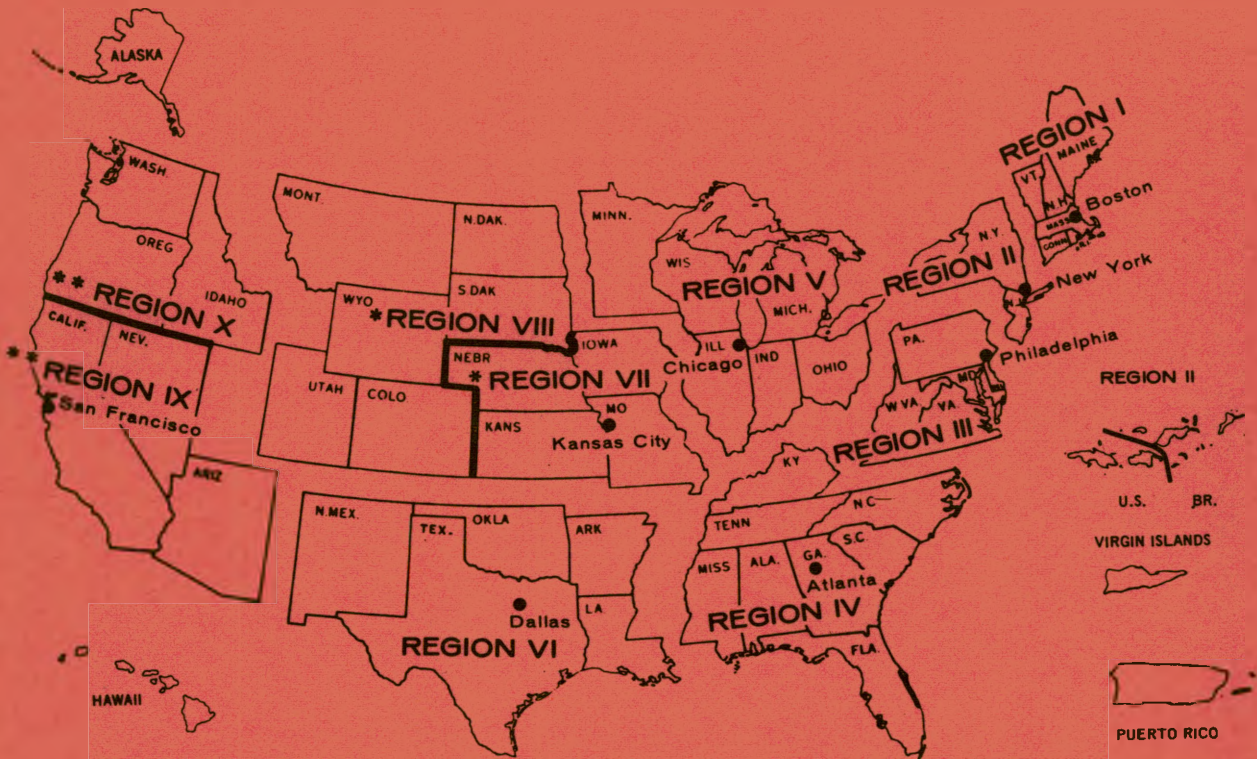 ALASKA
WASH.
OREG
IDAHO
** REGION X
CALIF.
NEV.
** REGION IX
San Francisco
ARIZ
HAWAII
MONT.
N.DAK.
S.DAK
WYO
*REGION VIII
UTAH
COLO
NEBR
* REGION VII
KANS
MO
Kansas City
IOWA
MINN.
WIS
REGION V
MICH.
ILL
Chicago
IND
OHIO
REGION I
MAINE
VT.
N.H.
MASS
CONN
R.I.
Boston
N.Y.
REGION II
New York
N.J.
PA.
Philadelphia
MD.
W VA.
VA.
REGION III
KY
TENN
N C
S.C.
MISS
ALA.
GA.
Atlanta
REGION IV
FLA.
N.MEX.
TEX.
OKLA
ARK
LA
Dallas
REGION VI
REGION II
U.S. BR.
VIRGIN ISLANDS
PUERTO RICO